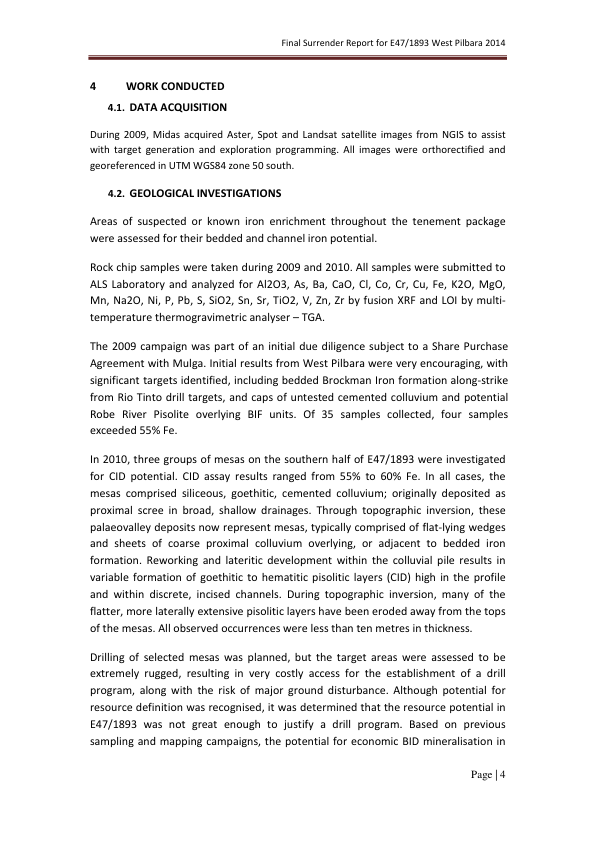 Final Surrender Report for E47/1893 West Pilbara 2014
4 WORK CONDUCTED
4.1. DATA ACQUISITION
During 2009, Midas acquired Aster, Spot and Landsat satellite images from NGIS to assist
with target generation and exploration programming. All images were orthorectified and
georeferenced in UTM WGS84 zone 50 south.
4.2. GEOLOGICAL INVESTIGATIONS
Areas of suspected or known iron enrichment throughout the tenement package
were assessed for their bedded and channel iron potential.
Rock chip samples were taken during 2009 and 2010. All samples were submitted to
ALS Laboratory and analyzed for Al2O3, As, Ba, CaO, Cl, Co, Cr, Cu, Fe, K2O, MgO,
Mn, Na2O, Ni, P, Pb, S, SiO2, Sn, Sr, TiO2, V, Zn, Zr by fusion XRF and LOI by multi-
temperature thermogravimetric analyser – TGA.
The 2009 campaign was part of an initial due diligence subject to a Share Purchase
Agreement with Mulga. Initial results from West Pilbara were very encouraging, with
significant targets identified, including bedded Brockman Iron formation along-strike
from Rio Tinto drill targets, and caps of untested cemented colluvium and potential
Robe River Pisolite overlying BIF units. Of 35 samples collected, four samples
exceeded 55% Fe.
In 2010, three groups of mesas on the southern half of E47/1893 were investigated
for CID potential. CID assay results ranged from 55% to 60% Fe. In all cases, the
mesas comprised siliceous, goethitic, cemented colluvium; originally deposited as
proximal scree in broad, shallow drainages. Through topographic inversion, these
palaeovalley deposits now represent mesas, typically comprised of flat-lying wedges
and sheets of coarse proximal colluvium overlying, or adjacent to bedded iron
formation. Reworking and lateritic development within the colluvial pile results in
variable formation of goethitic to hematitic pisolitic layers (CID) high in the profile
and within discrete, incised channels. During topographic inversion, many of the
flatter, more laterally extensive pisolitic layers have been eroded away from the tops
of the mesas. All observed occurrences were less than ten metres in thickness.
Drilling of selected mesas was planned, but the target areas were assessed to be
extremely rugged, resulting in very costly access for the establishment of a drill
program, along with the risk of major ground disturbance. Although potential for
resource definition was recognised, it was determined that the resource potential in
E47/1893 was not great enough to justify a drill program. Based on previous
sampling and mapping campaigns, the potential for economic BID mineralisation in
Page | 4